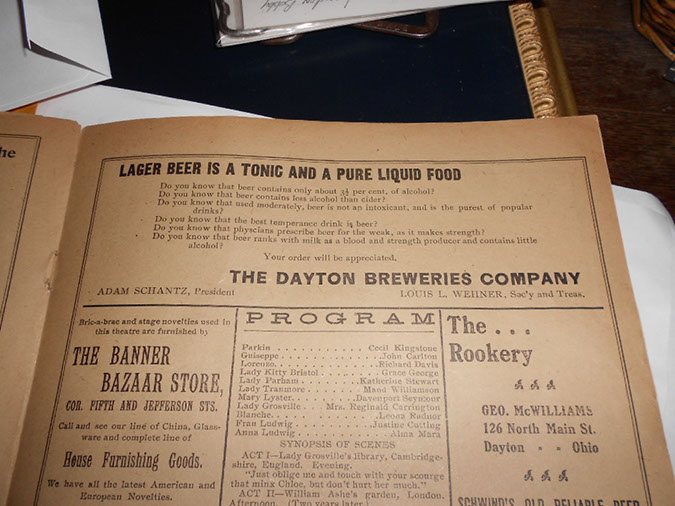 he
LAGER BEER IS A TONIC AND A PURE LIQUID FOOD
Do you know that beer contains only about 3½ per cent. of alcohol?
Do you know that beer contains less alcohol than cider?
Do you know that used moderately, beer is not an intoxicant, and is the purest of popular
drinks?
Do you know that the best temperance drink is beer?
Do you know that physcians prescribe beer for the weak, as it makes strength?
Do you know that beer ranks with milk as a blood and strength producer and contains little
alcohol?
Your order will be appreciated.
THE DAYTON BREWERIES COMPANY
ADAM SCHANTZ, President
LOUIS L. WEHNER, Sac'y and Treas.
Bric-a-brac and stage novelties used in
this theatre are furnished by
THE BANNER
BAZAAR STORE,
COR. FIFTH AND JEFFERSON STS.
Call and see our line of China, Glass-
ware and complete line of
House Furnishing Goods.
We have all the latest American and
European Novelties.
PROGRAM
Parkin . . . . . . . . . . . . Cecil Kingstone
Guiseppe . . . . . . . . . . . . John Carlton
Lorenzo . . . . . . . . . . . . Richard Davis
Lady Kitty Bristol . . . . . . . Grace George
Lady Parham . . . . . . . Katherine Stewart
Lady Tranmore . . . . . . Maud Williamson
Mary Lyster . . . . . . . Davenport Seymour
Lady Grosville . . Mrs. Reginald Carrington
Blanche . . . . . . . . . . . . Leona Radnor
Frau Ludwig . . . . . . . . . Justine Cutting
Anna Ludwig . . . . . . . . . . . Alma Mara
SYNOPSIS OF SCENES
ACT I—Lady Grosville's library, Cambridge-
shire, England. Evening.
"Just oblige me and touch with your scourge
that minx Chloe, but don't hurt her much."
ACT II—William Ashe's garden, London.
Afternoon. (Two years later.)
The . . .
Rookery
GEO. McWILLIAMS
126 North Main St.
Dayton - - Ohio
SCHWIND'S OLD RELIABLE BEER